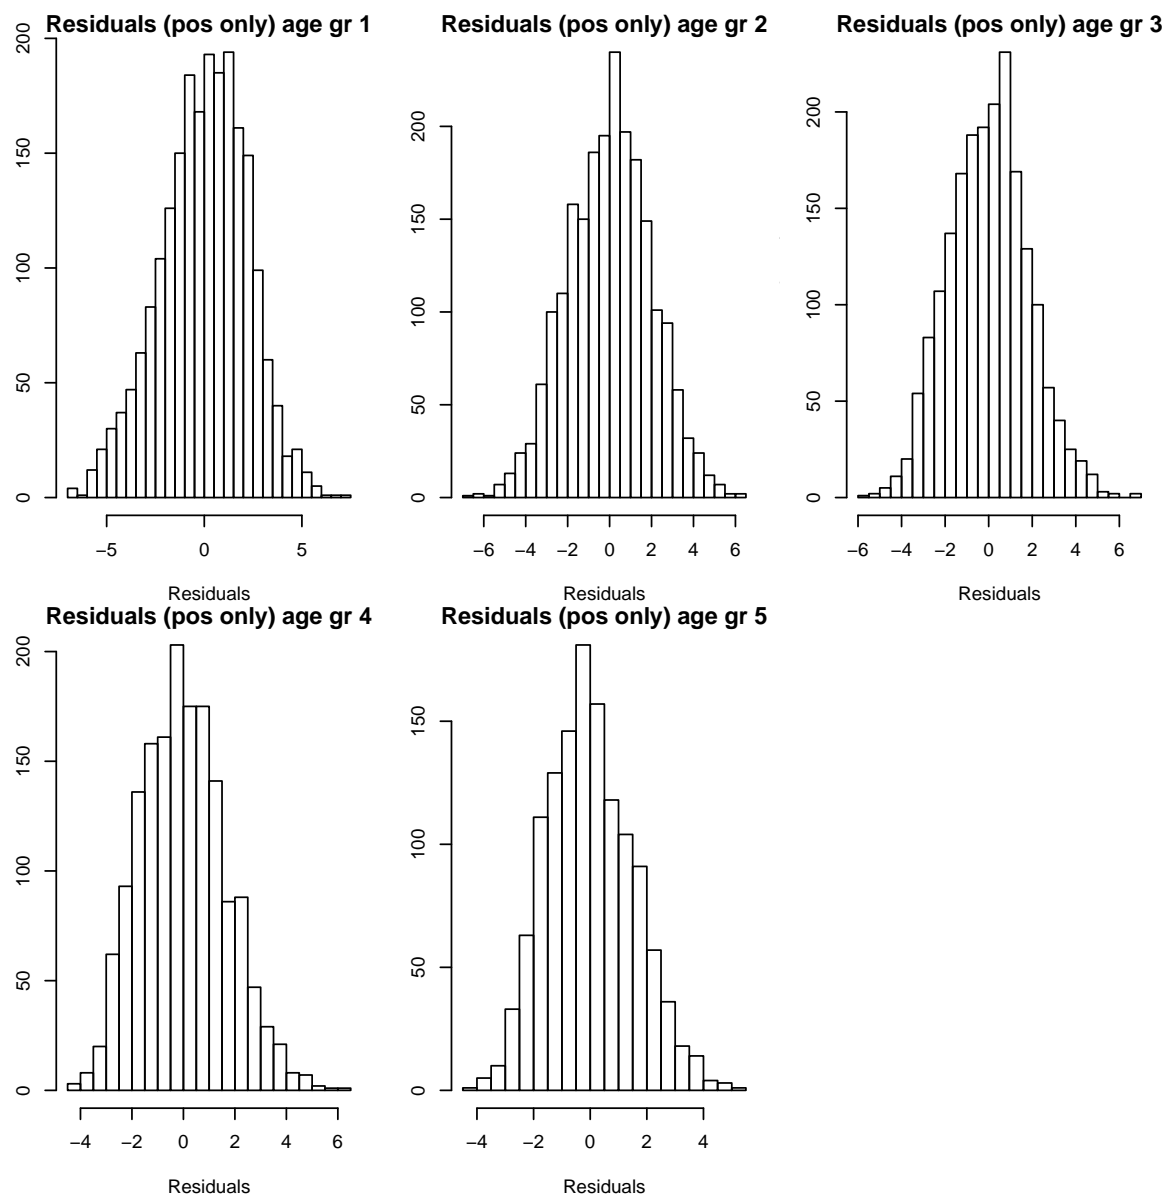 Residuals (pos only) age gr 1
200
150
100
50
0
−5 0 5
Residuals
Residuals (pos only) age gr 2
200
150
100
50
0
−6 −4 −2 0 2 4 6
Residuals
Residuals (pos only) age gr 3
200
150
100
50
0
−6 −4 −2 0 2 4 6
Residuals
Residuals (pos only) age gr 4
200
150
100
50
0
−4 −2 0 2 4 6
Residuals
Residuals (pos only) age gr 5
150
100
50
0
−4 −2 0 2 4
Residuals